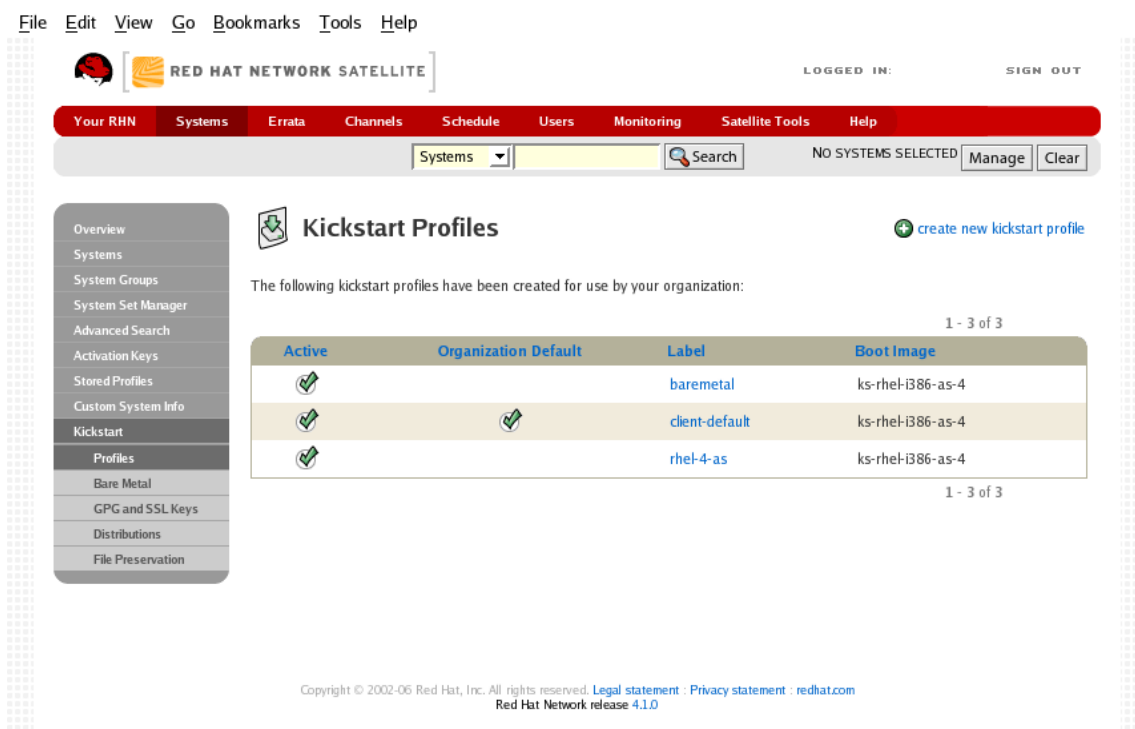 File Edit View Go Bookmarks Tools Help
RED HAT NETWORK SATELLITE
LOGGED IN: SIGN OUT
Your RHN Systems Errata Channels Schedule Users Monitoring Satellite Tools Help
Systems Search NO SYSTEMS SELECTED Manage Clear
Overview
Systems
System Groups
System Set Manager
Advanced Search
Activation Keys
Stored Profiles
Custom System Info
Kickstart
Profiles
Bare Metal
GPG and SSL Keys
Distributions
File Preservation
Kickstart Profiles
create new kickstart profile
The following kickstart profiles have been created for use by your organization:
1 - 3 of 3
Active Organization Default Label Boot Image
baremetal ks-rhel-i386-as-4
client-default ks-rhel-i386-as-4
rhel-4-as ks-rhel-i386-as-4
1 - 3 of 3
Copyright © 2002-06 Red Hat, Inc. All rights reserved. Legal statement : Privacy statement : redhat.com
Red Hat Network release 4.1.0